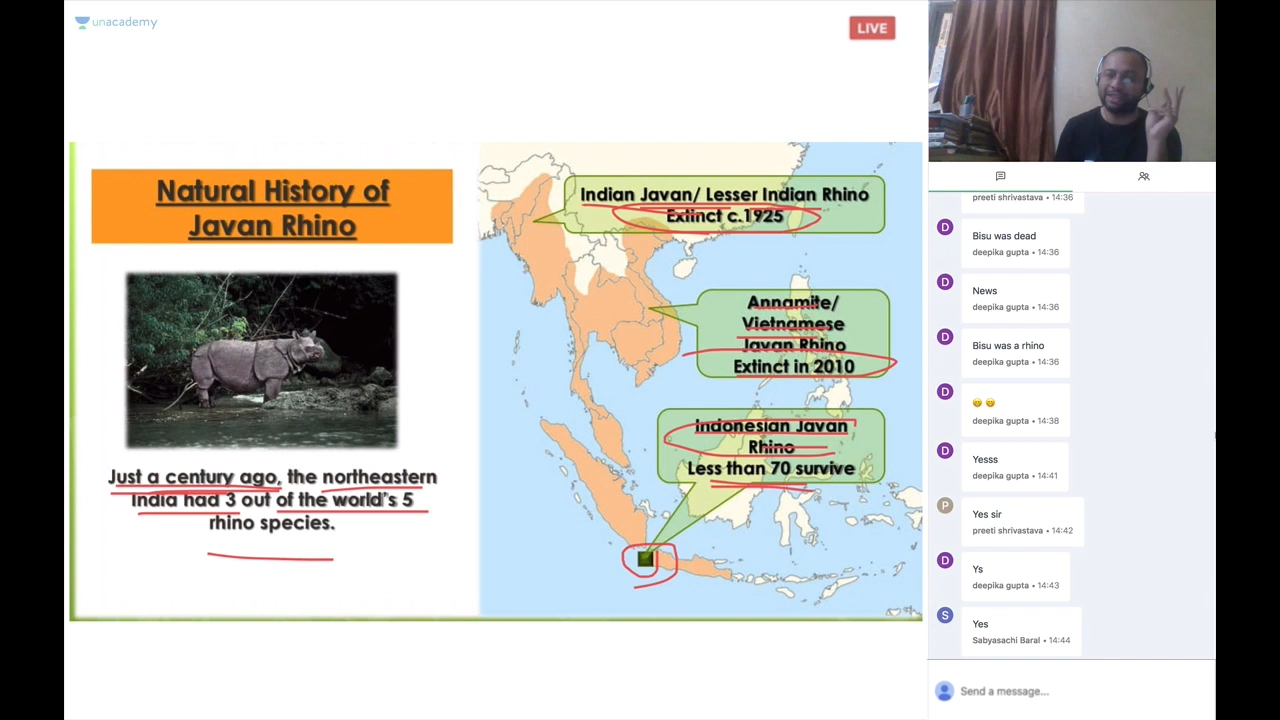 unacademy
LIVE
Natural History of
Javan Rhino
Indian Javan/ Lesser Indian Rhino
Extinct c.1925
Annamite/
Vietnamese
Javan Rhino
Extinct in 2010
Indonesian Javan
Rhino
Less than 70 survive
Just a century ago, the northeastern
India had 3 out of the world's 5
rhino species.
preeti shrivastava • 14:36
D
Bisu was dead
deepika gupta • 14:36
D
News
deepika gupta • 14:36
D
Bisu was a rhino
deepika gupta • 14:36
D
😄 😄
deepika gupta • 14:38
D
Yesss
deepika gupta • 14:41
P
Yes sir
preeti shrivastava • 14:42
D
Ys
deepika gupta • 14:43
S
Yes
Sabyasachi Baral • 14:44
Send a message...